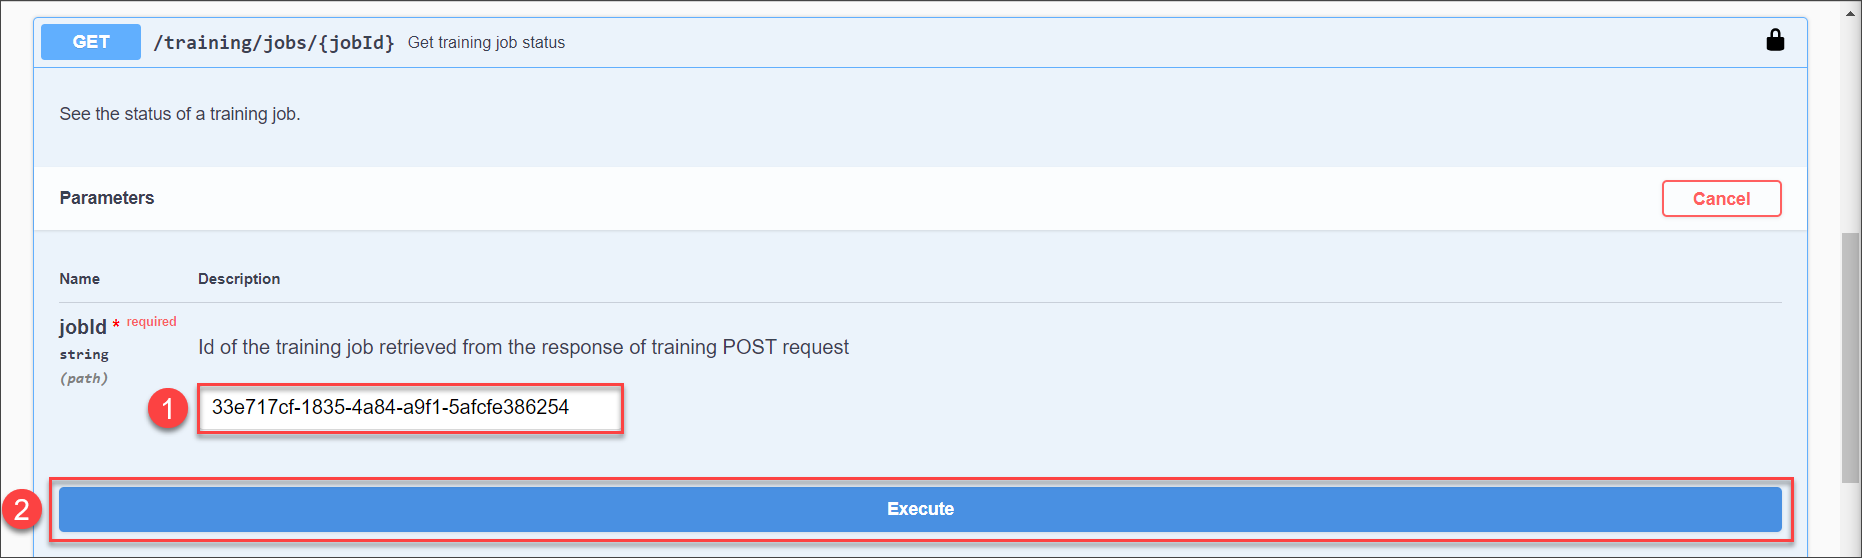 GET /training/jobs/{jobId} Get training job status
See the status of a training job.
Parameters Cancel
Name Description
jobId * required
string
(path)
Id of the training job retrieved from the response of training POST request
1 33e717cf-1835-4a84-a9f1-5afcfe386254
2 Execute